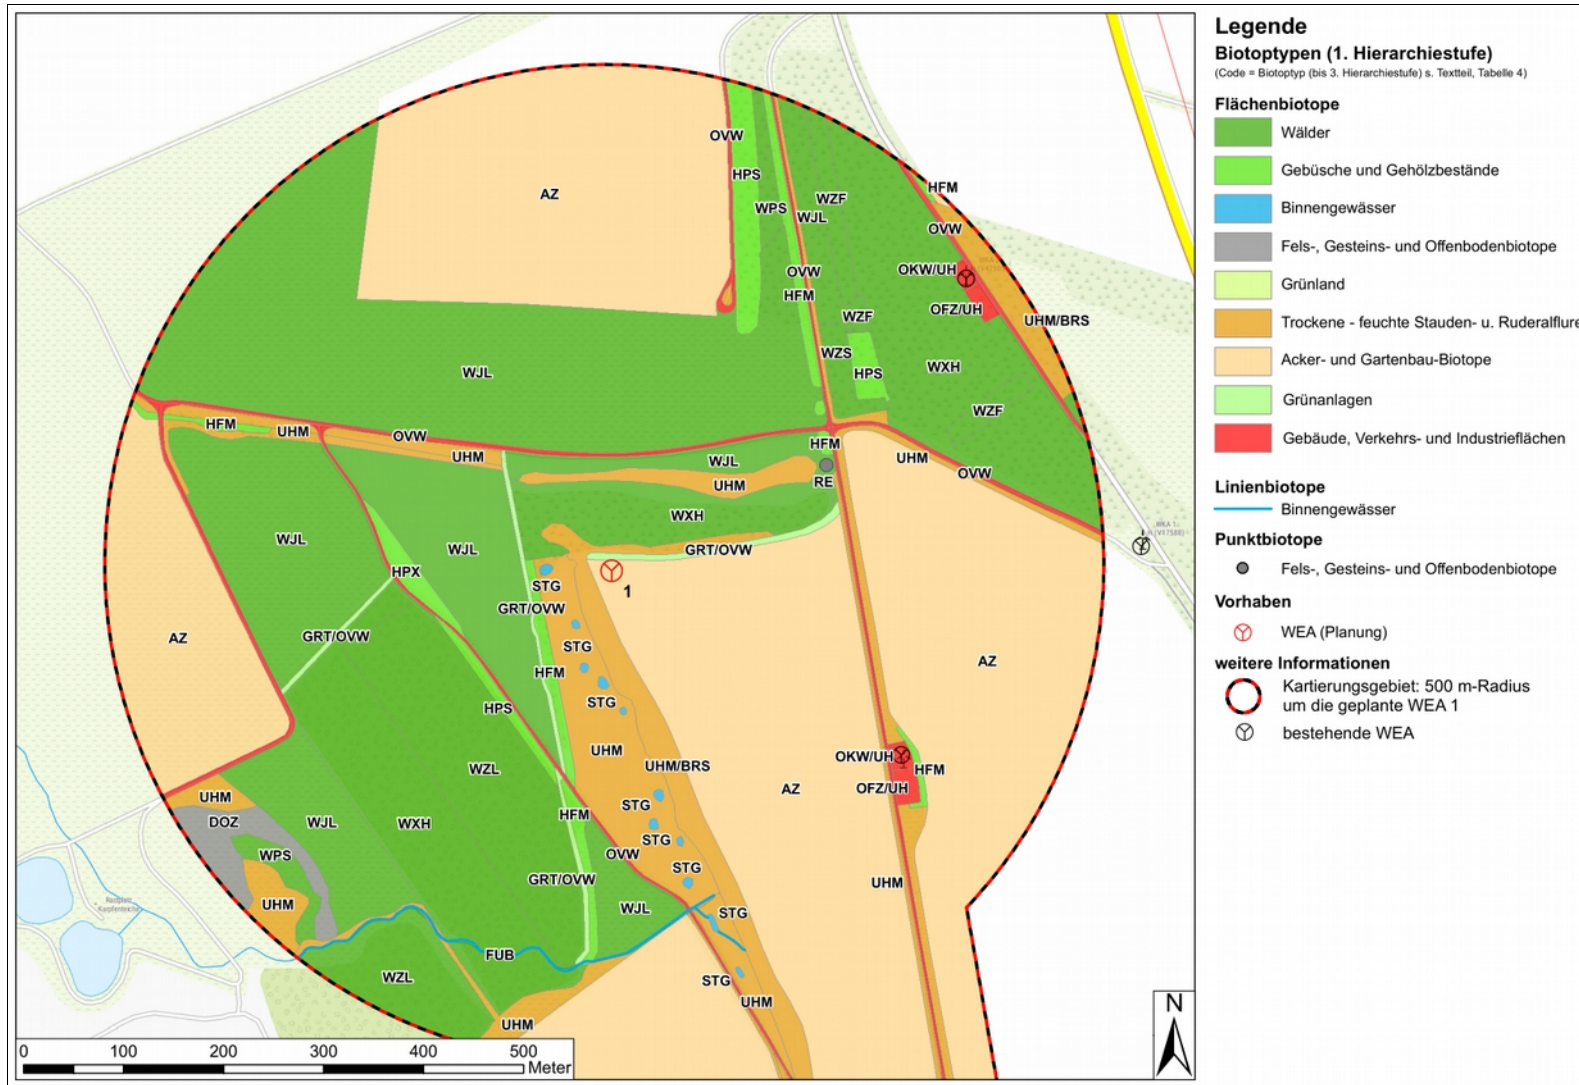 Legende
Biotoptypen (1. Hierarchiestufe)
(Code = Biotoptyp (bis 3. Hierarchiestufe) s. Textteil, Tabelle 4)
Flächenbiotope
Wälder
Gebüsche und Gehölzbestände
Binnengewässer
Fels-, Gesteins- und Offenbodenbiotope
Grünland
Trockene - feuchte Stauden- u. Ruderalflure
Acker- und Gartenbau-Biotope
Grünanlagen
Gebäude, Verkehrs- und Industrieflächen
Linienbiotope
Binnengewässer
Punktbiotope
Fels-, Gesteins- und Offenbodenbiotope
Vorhaben
WEA (Planung)
weitere Informationen
Kartierungsgebiet: 500 m-Radius
um die geplante WEA 1
bestehende WEA
OVW
HPS
AZ
WPS
WZF
WJL
HFM
OVW
OKW/UH
OVW
HFM
OFZ/UH
UHM/BRS
WZF
WZS
HPS
WXH
WJL
WZF
HFM
UHM
OVW
UHM
HFM
WJL
UHM
OVW
UHM
RE
WXH
GRT/OVW
WJL
WJL
HPX
STG
1
GRT/OVW
GRT/OVW
AZ
STG
AZ
HFM
STG
HPS
UHM
UHM/BRS
OKW/UH
HFM
WZL
AZ
OFZ/UH
UHM
STG
HFM
DOZ
WJL
WXH
STG
WPS
OVW
STG
GRT/OVW
UHM
UHM
WJL
STG
FUB
WZL
STG
UHM
UHM
WKA 1
Rastplatz
Karpfenteiche
N
0 100 200 300 400 500
Meter